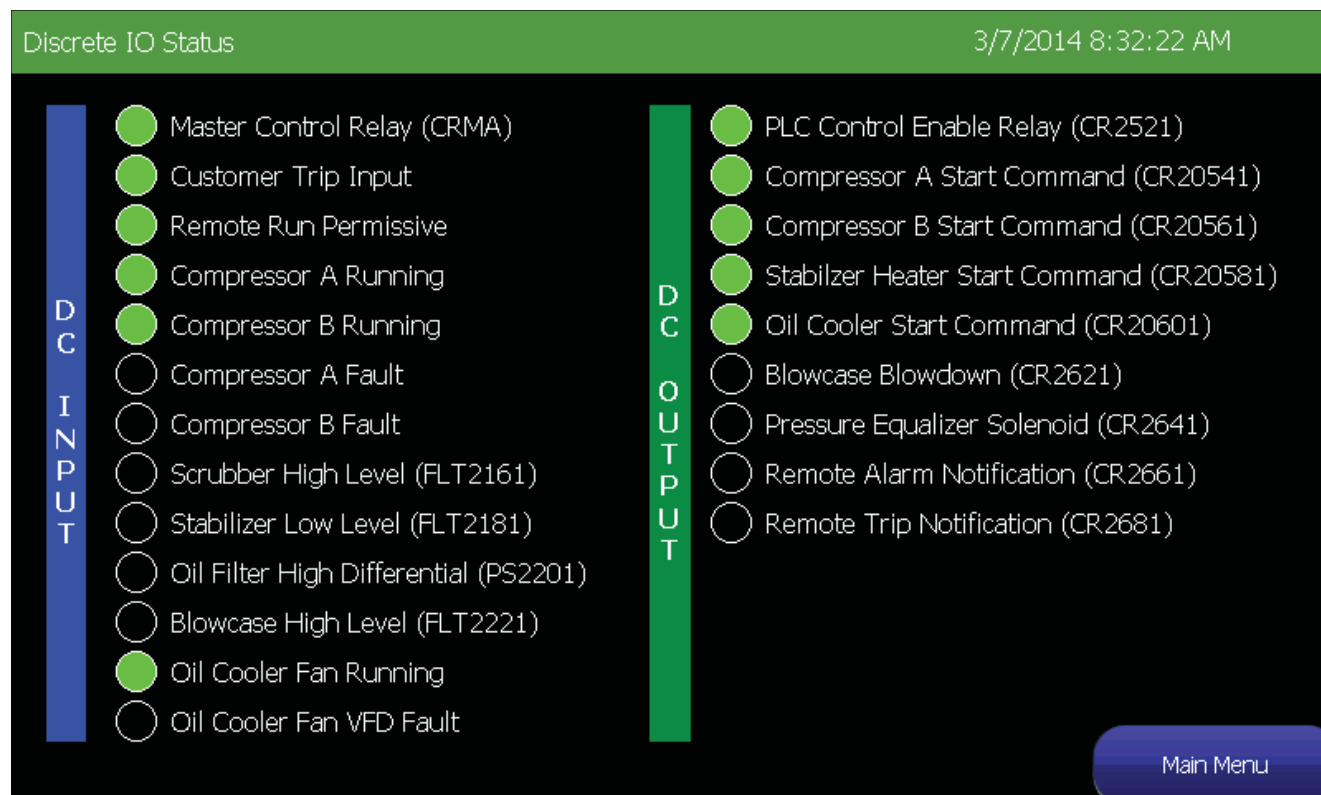 Discrete IO Status
3/7/2014 8:32:22 AM
DC INPUT
Master Control Relay (CRMA)
Customer Trip Input
Remote Run Permissive
Compressor A Running
Compressor B Running
Compressor A Fault
Compressor B Fault
Scrubber High Level (FLT2161)
Stabilizer Low Level (FLT2181)
Oil Filter High Differential (PS2201)
Blowcase High Level (FLT2221)
Oil Cooler Fan Running
Oil Cooler Fan VFD Fault
DC OUTPUT
PLC Control Enable Relay (CR2521)
Compressor A Start Command (CR20541)
Compressor B Start Command (CR20561)
Stabilzer Heater Start Command (CR20581)
Oil Cooler Start Command (CR20601)
Blowcase Blowdown (CR2621)
Pressure Equalizer Solenoid (CR2641)
Remote Alarm Notification (CR2661)
Remote Trip Notification (CR2681)
Main Menu